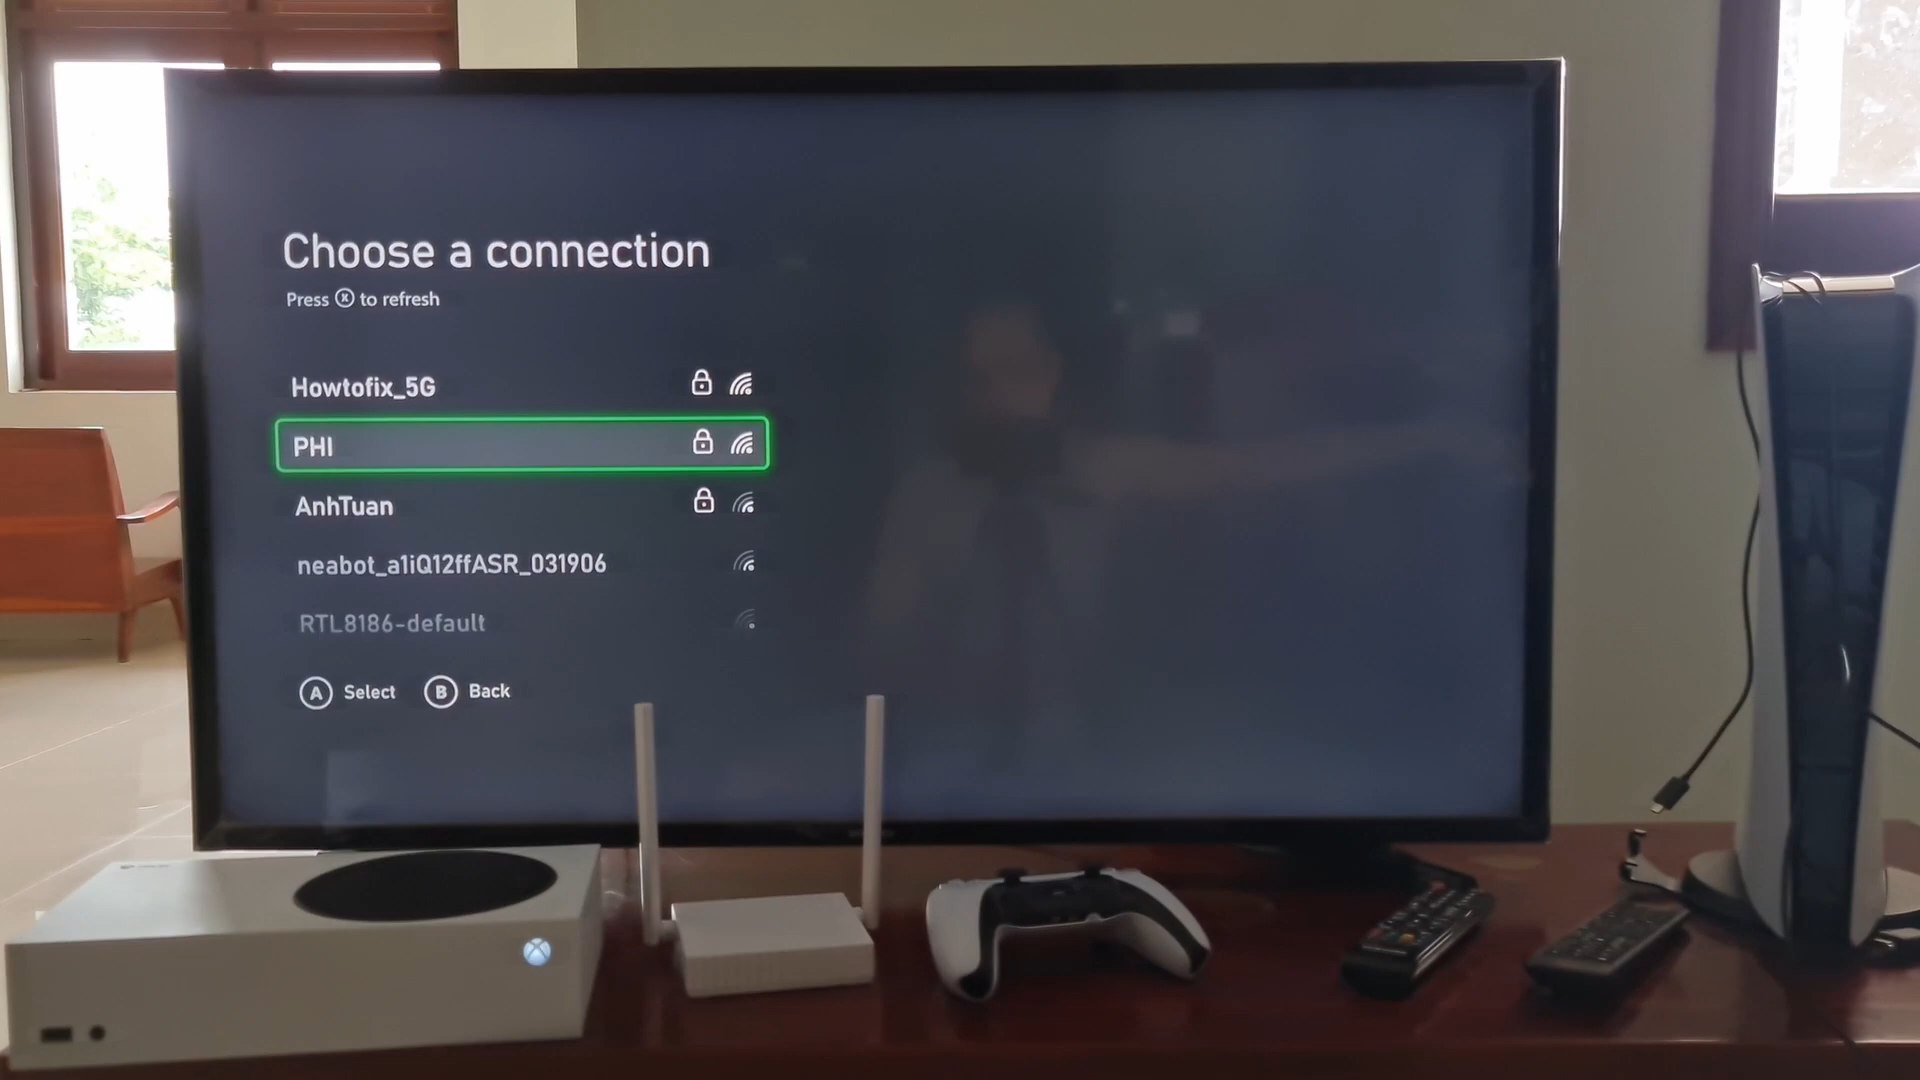 Choose a connection
Press X to refresh
Howtofix_5G
PHI
AnhTuan
neabot_a1iQ12ffASR_031906
RTL8186-default
A Select B Back